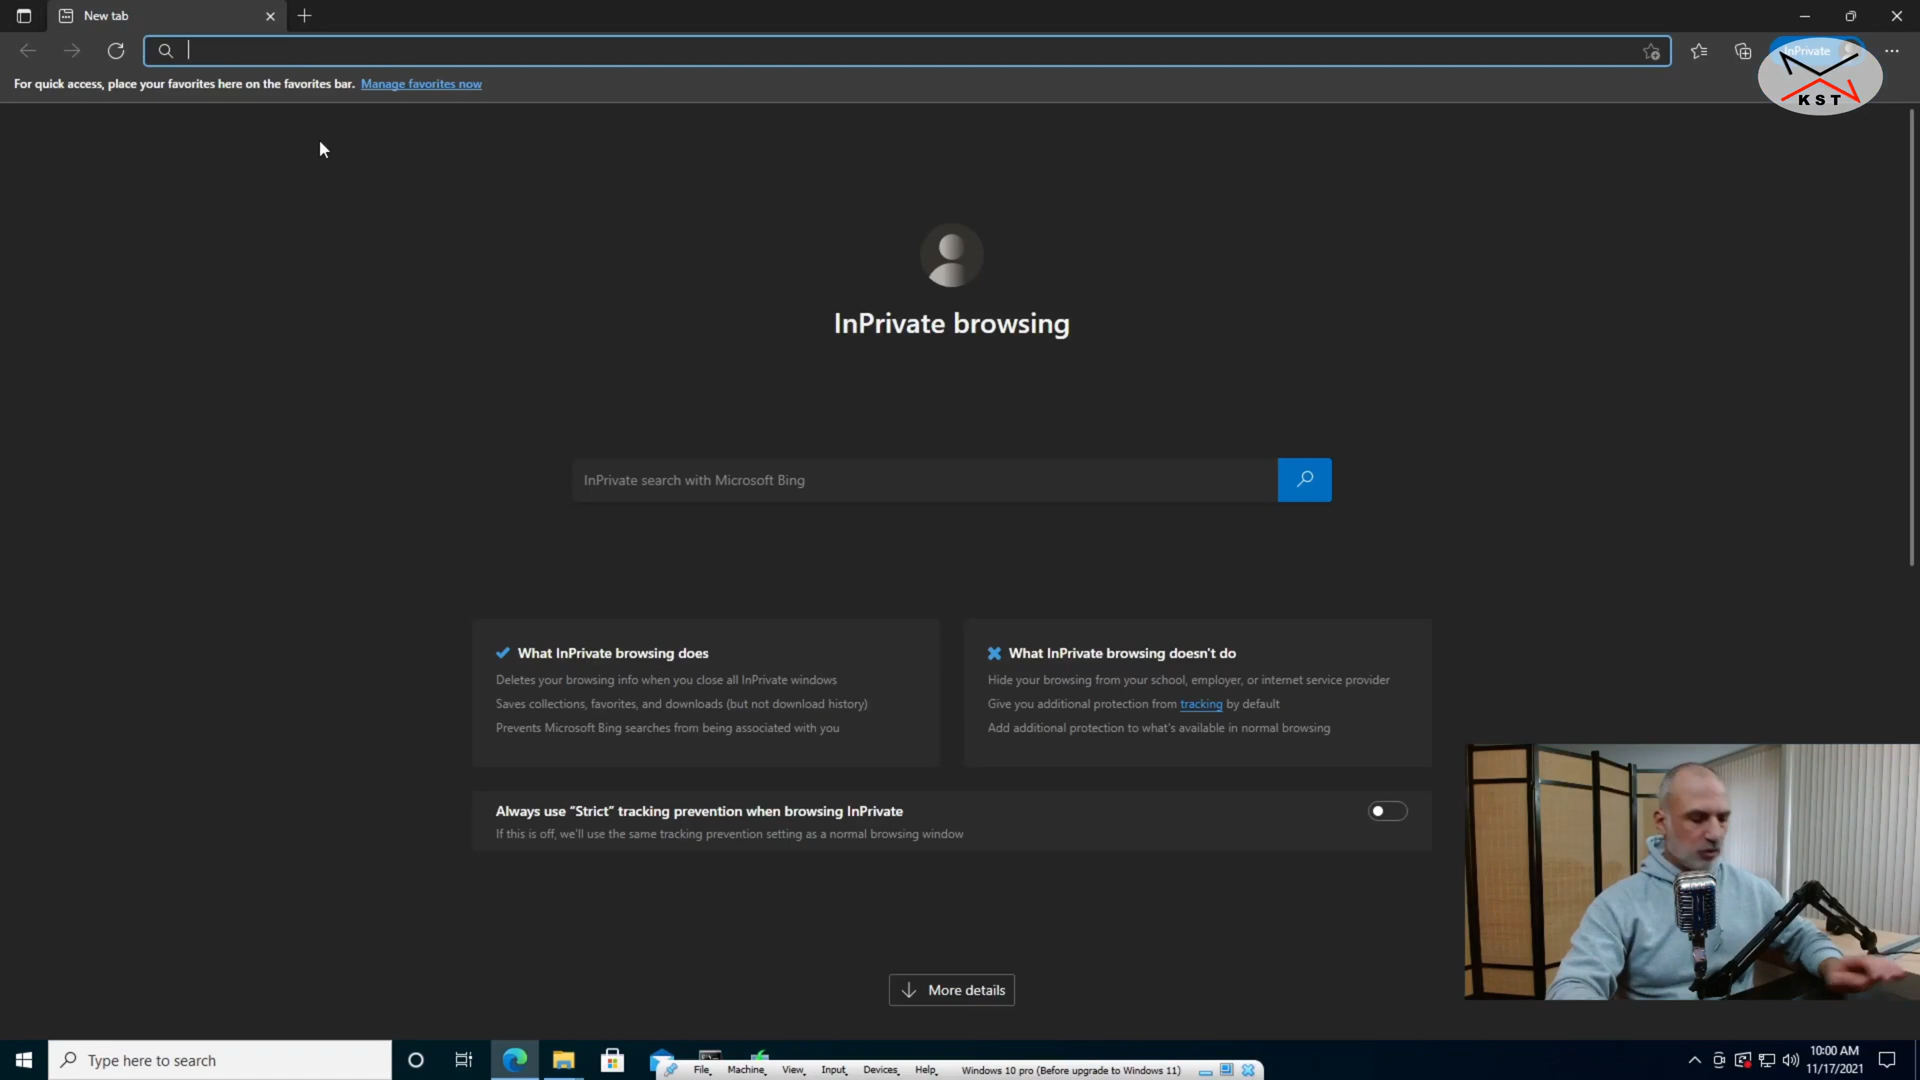 New tab
InPrivate
For quick access, place your favorites here on the favorites bar. Manage favorites now
KST
InPrivate browsing
InPrivate search with Microsoft Bing
What InPrivate browsing does
Deletes your browsing info when you close all InPrivate windows
Saves collections, favorites, and downloads (but not download history)
Prevents Microsoft Bing searches from being associated with you
What InPrivate browsing doesn't do
Hide your browsing from your school, employer, or internet service provider
Give you additional protection from tracking by default
Add additional protection to what's available in normal browsing
Always use “Strict” tracking prevention when browsing InPrivate
If this is off, we'll use the same tracking prevention setting as a normal browsing window
More details
Type here to search
File Machine View Input Devices Help Windows 10 pro (Before upgrade to Windows 11)
10:00 AM
11/17/2021